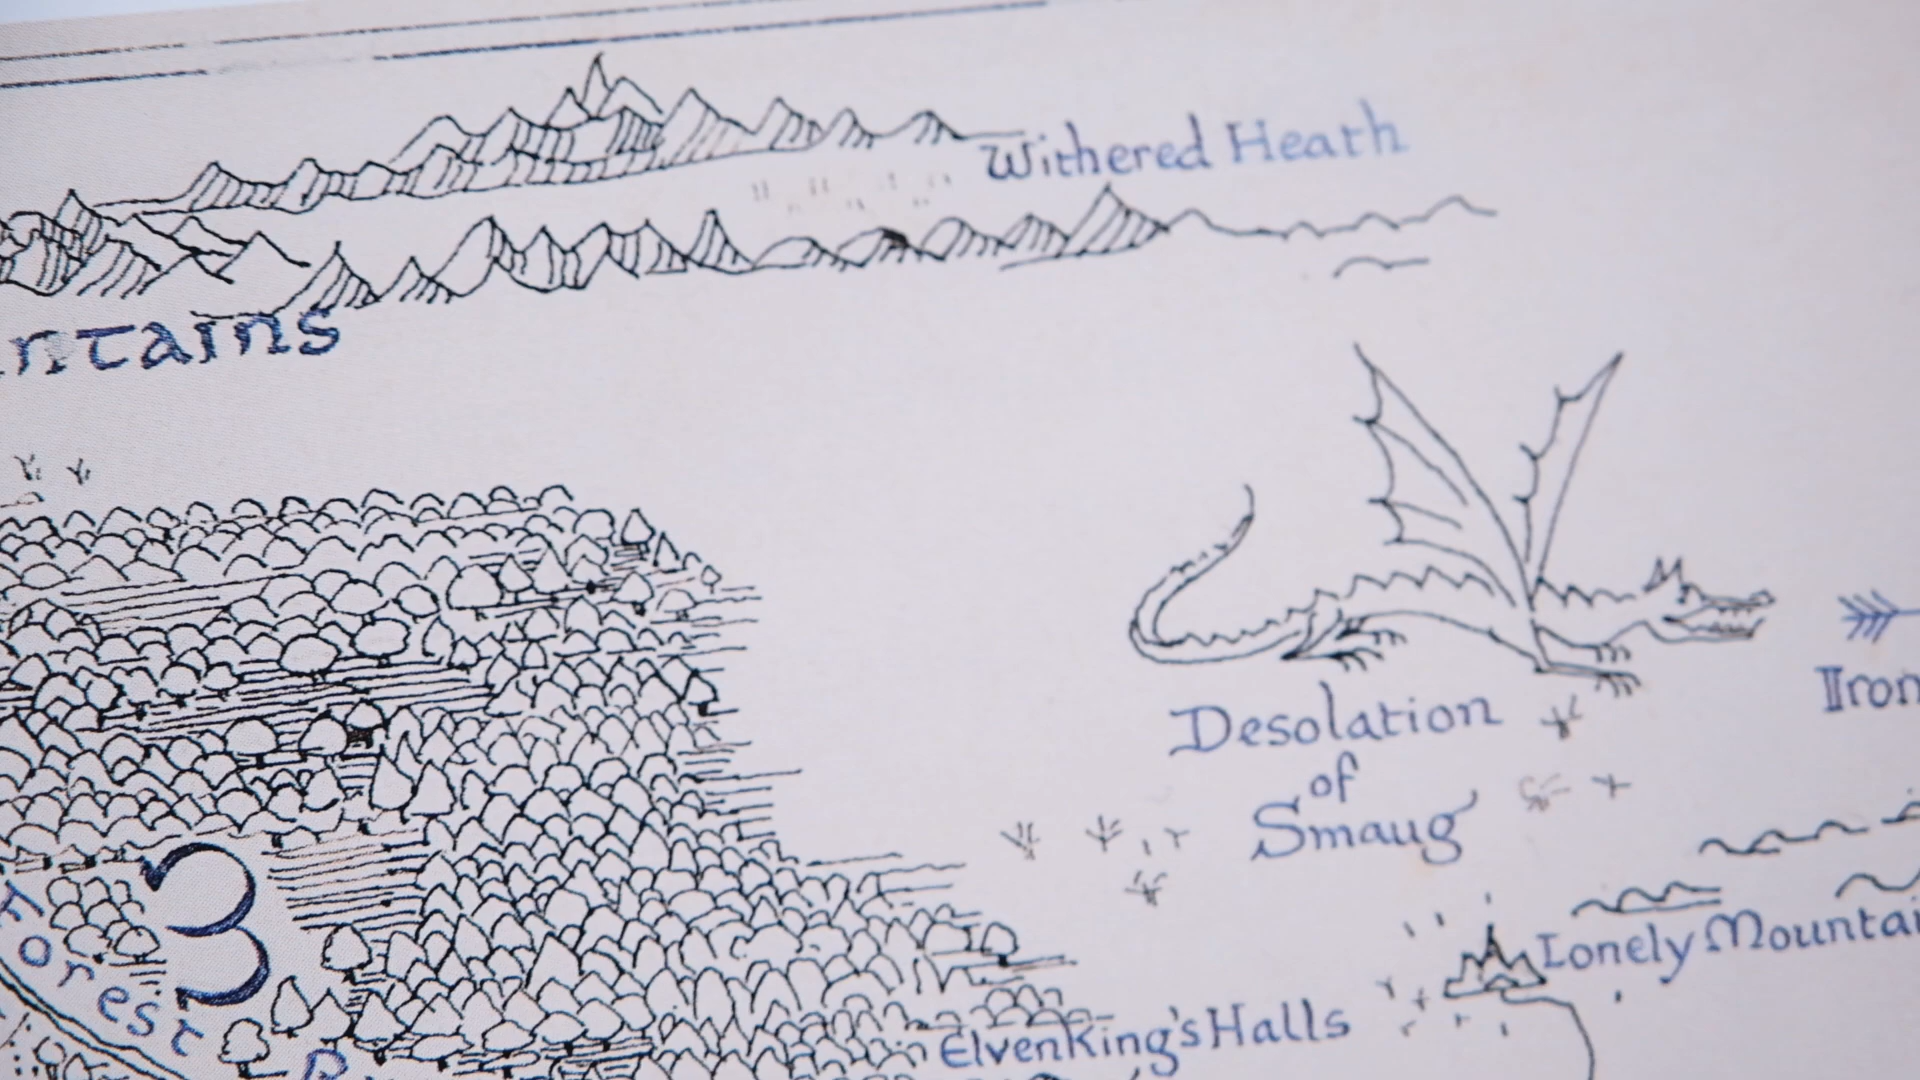 Withered Heath
ntains
Desolation
of
Smaug
Iron
Lonely Mountai
3
Forest
R
ElvenKing's Halls